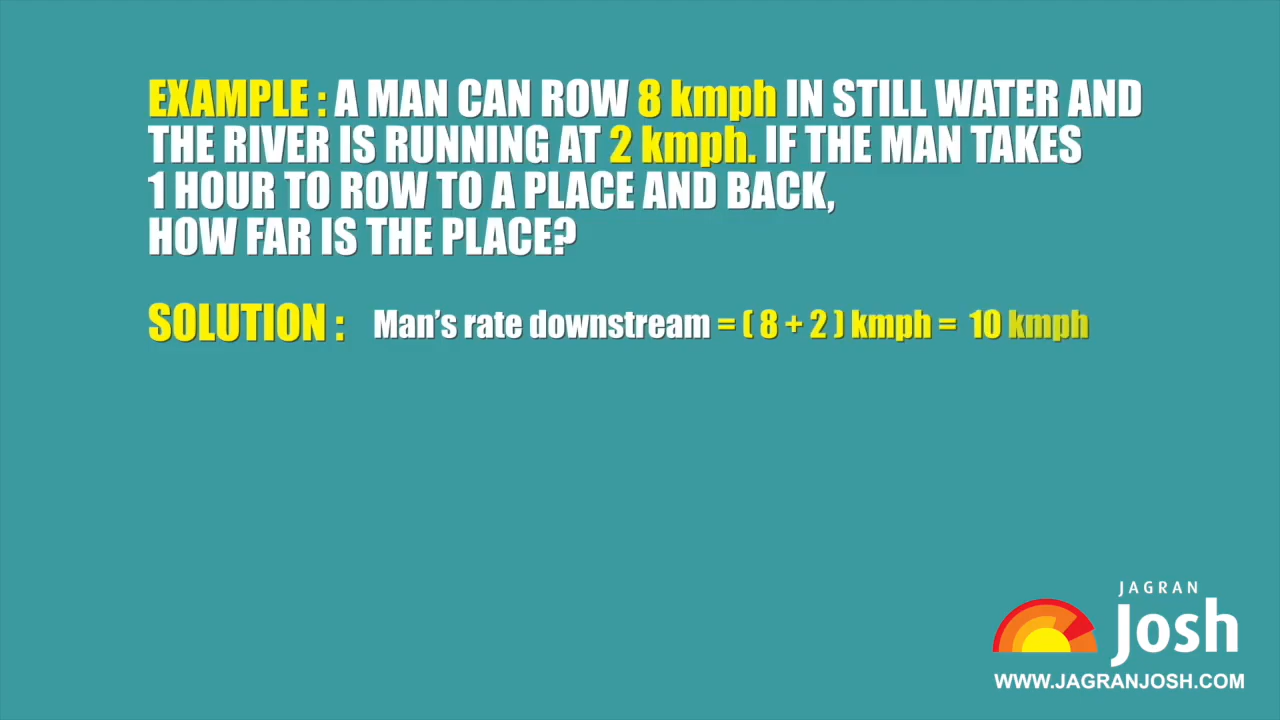 EXAMPLE : A MAN CAN ROW 8 kmph IN STILL WATER AND
THE RIVER IS RUNNING AT 2 kmph. IF THE MAN TAKES
1 HOUR TO ROW TO A PLACE AND BACK,
HOW FAR IS THE PLACE?
SOLUTION : Man's rate downstream = ( 8 + 2 ) kmph = 10 kmph
JAGRAN
Josh
WWW.JAGRANJOSH.COM